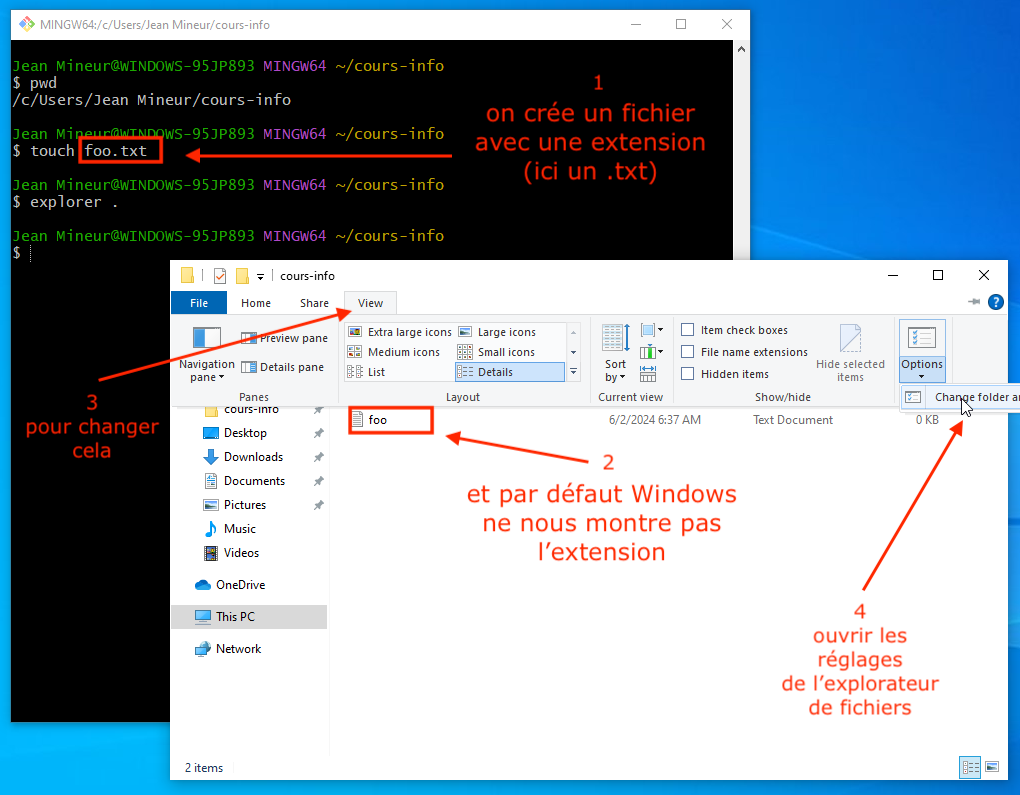 MINGW64:/c/Users/Jean Mineur/cours-info
Jean Mineur@WINDOWS-95JP893 MINGW64 ~/cours-info
$ pwd
/c/Users/Jean Mineur/cours-info
Jean Mineur@WINDOWS-95JP893 MINGW64 ~/cours-info
$ touch foo.txt
Jean Mineur@WINDOWS-95JP893 MINGW64 ~/cours-info
$ explorer .
Jean Mineur@WINDOWS-95JP893 MINGW64 ~/cours-info
$
1
on crée un fichier
avec une extension
(ici un .txt)
cours-info
File Home Share View
Navigation pane
Preview pane
Details pane
Panes
Extra large icons Large icons
Medium icons Small icons
List Details
Layout
Sort by
Current view
Item check boxes
File name extensions
Hidden items
Hide selected items
Show/hide
Options
Change folder
3
pour changer
cela
cours-info
Desktop
Downloads
Documents
Pictures
Music
Videos
OneDrive
This PC
Network
foo 6/2/2024 6:37 AM Text Document 0 KB
2
et par défaut Windows
ne nous montre pas
l’extension
4
ouvrir les
réglages
de l’explorateur
de fichiers
2 items